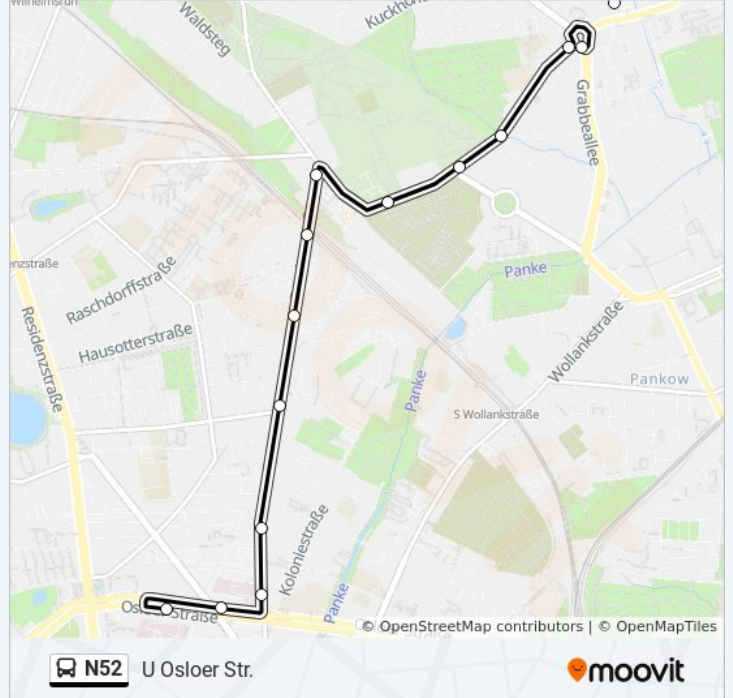 Waldsteg
Grabbeallee
Panke
Raschdorffstraße
Hausotterstraße
Residenzstraße
Wollankstraße
Pankow
Panke
S Wollankstraße
Koloniestraße
Panke
Osloer Straße
© OpenStreetMap contributors | © OpenMapTiles
N52 U Osloer Str.
moovit